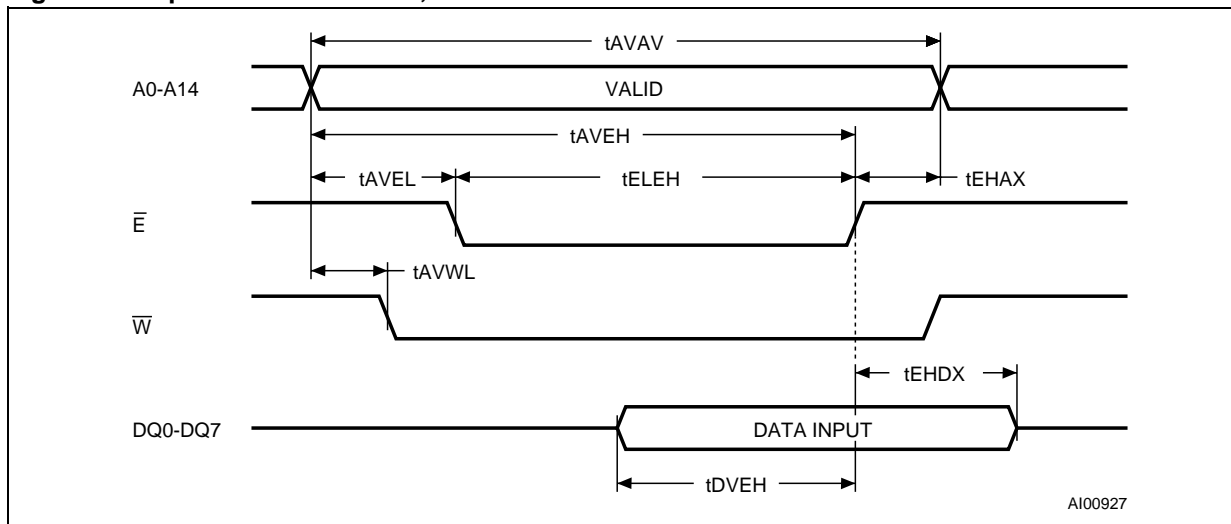 tAVAV
A0-A14
VALID
tAVEH
tAVEL
tELEH
tEHAX
E̅
tAVWL
W̅
tEHDX
DQ0-DQ7
DATA INPUT
tDVEH
AI00927